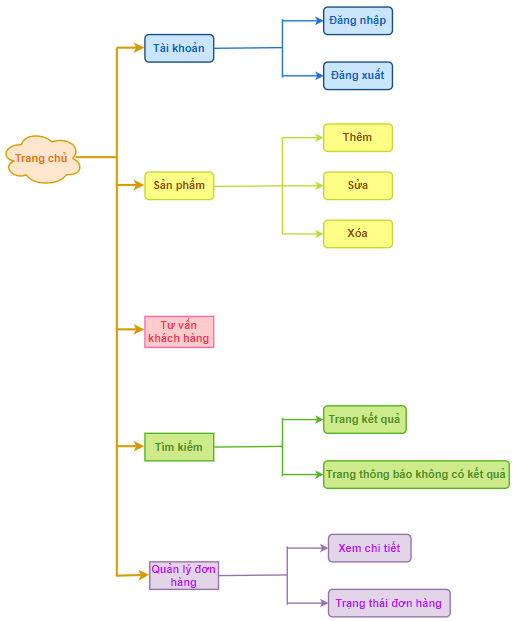 Trang chủ
Tài khoản
Đăng nhập
Đăng xuất
Sản phẩm
Thêm
Sửa
Xóa
Tư vấn
khách hàng
Tìm kiếm
Trang kết quả
Trang thông báo không có kết quả
Quản lý đơn
hàng
Xem chi tiết
Trạng thái đơn hàng